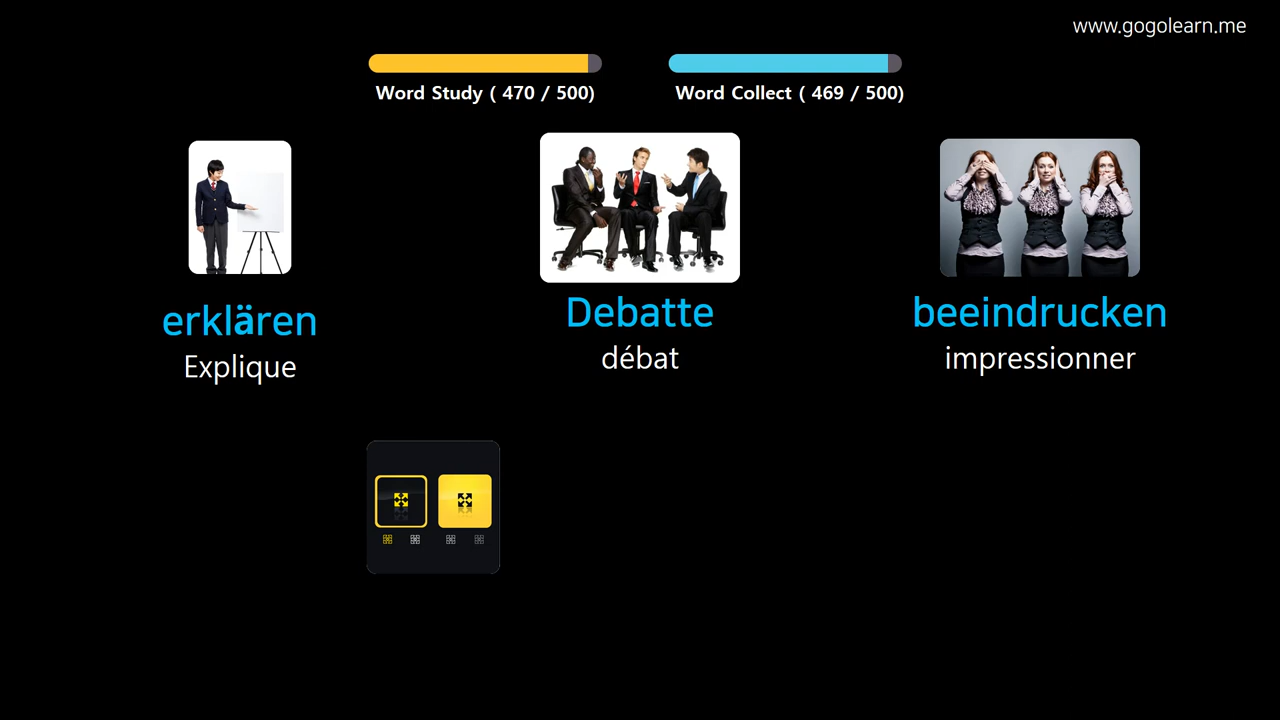 www.gogolearn.me
Word Study ( 470 / 500)
Word Collect ( 469 / 500)
erklären
Explique
Debatte
débat
beeindrucken
impressionner